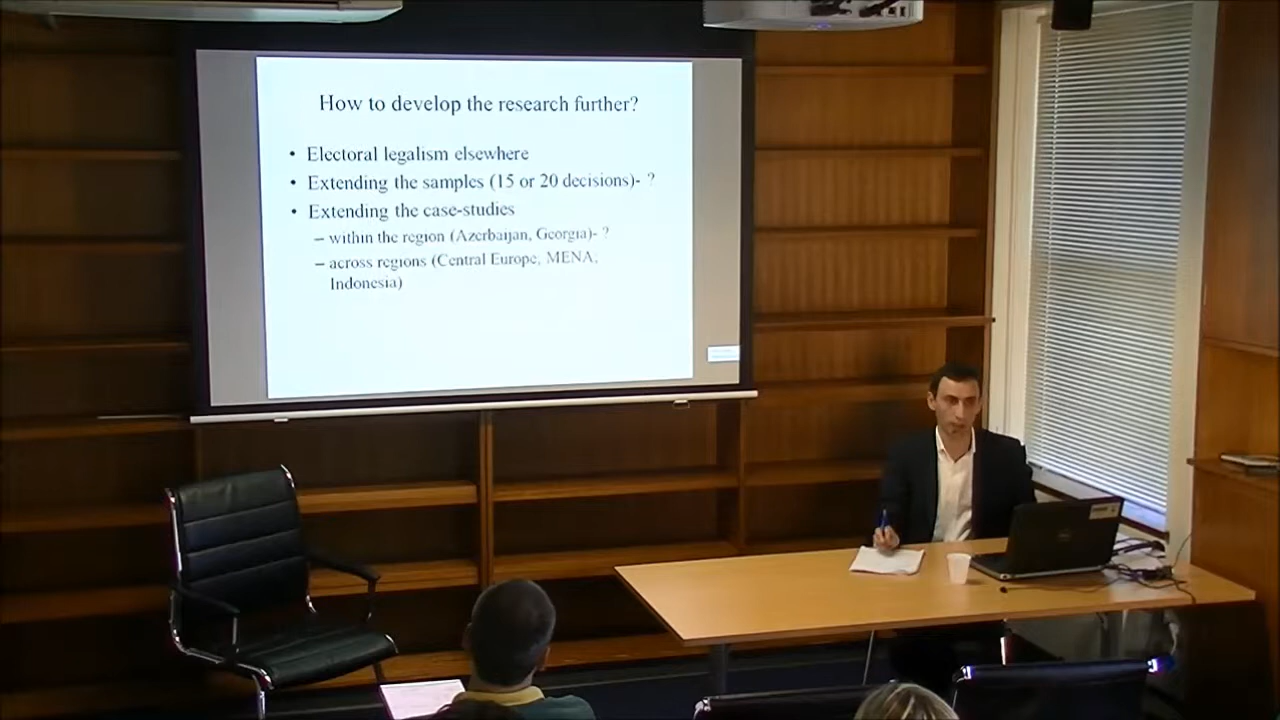 How to develop the research further?
• Electoral legalism elsewhere
• Extending the samples (15 or 20 decisions)- ?
• Extending the case-studies
– within the region (Azerbaijan, Georgia)- ?
– across regions (Central Europe, MENA,
Indonesia)